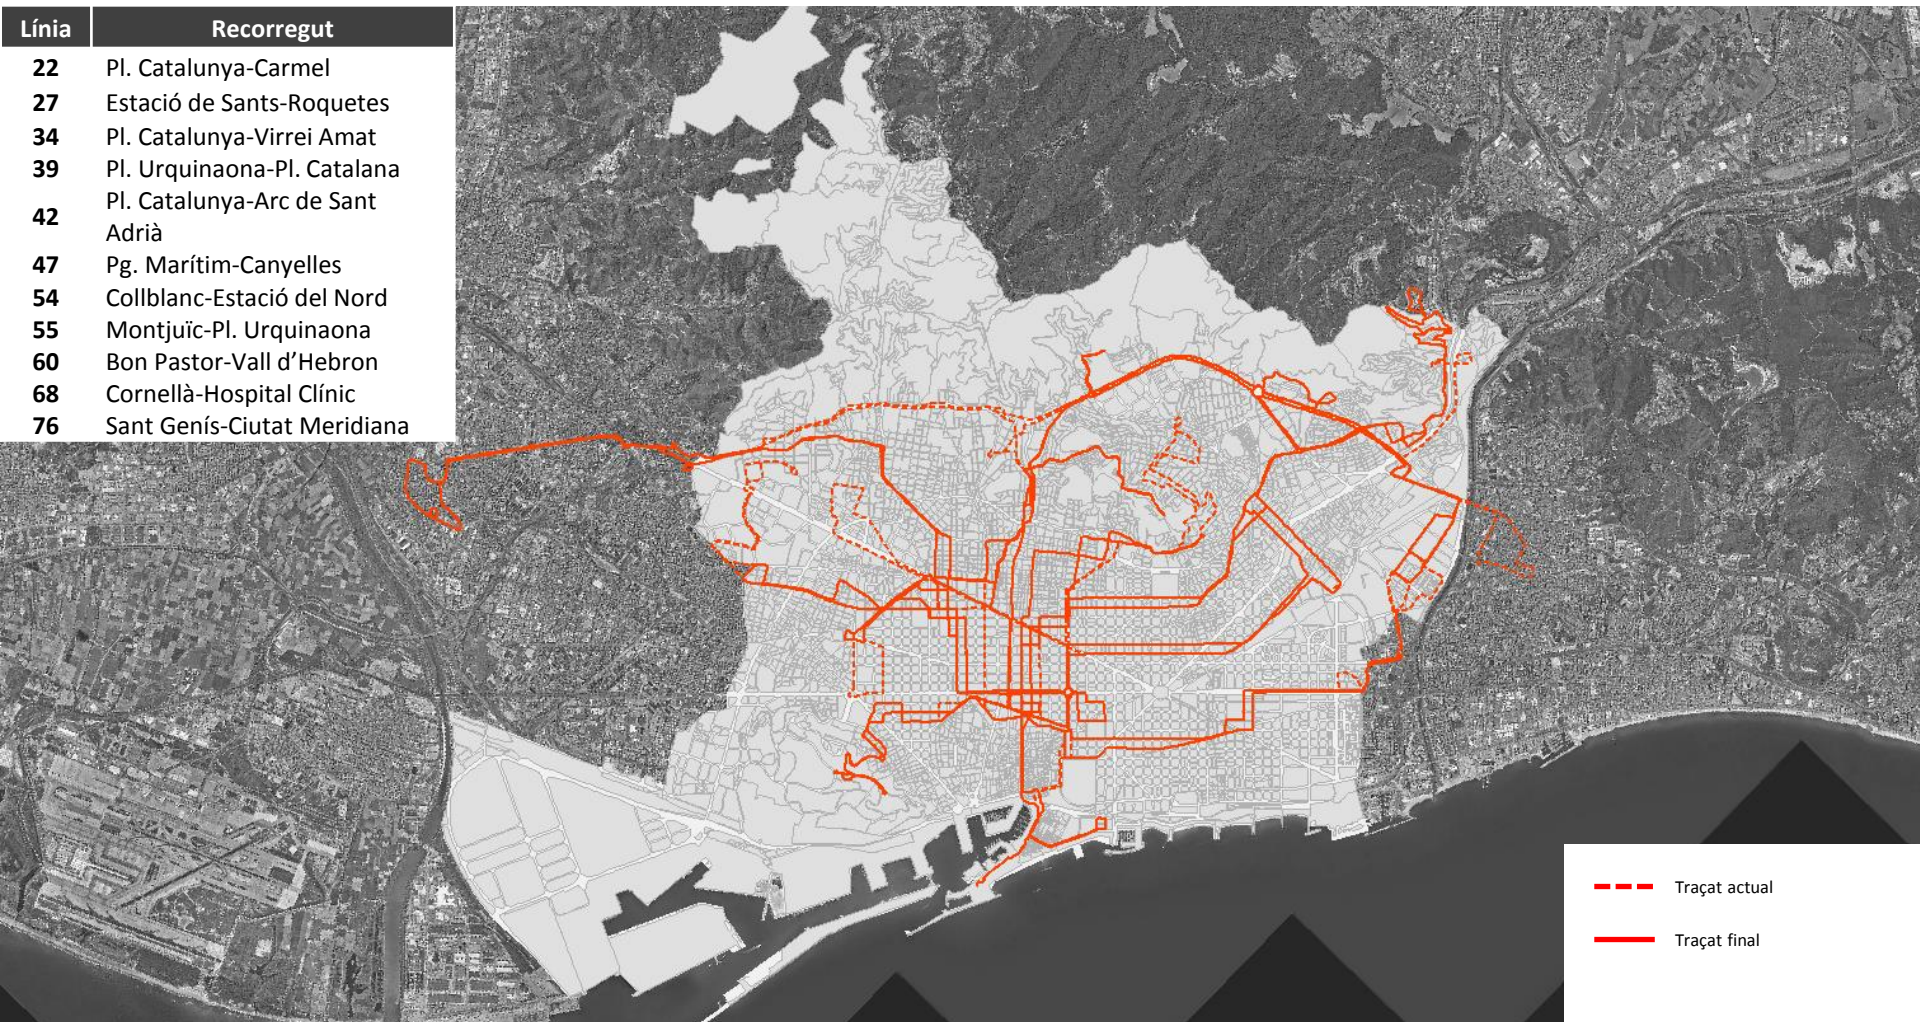 Línia Recorregut
22 Pl. Catalunya-Carmel
27 Estació de Sants-Roquetes
34 Pl. Catalunya-Virrei Amat
39 Pl. Urquinaona-Pl. Catalana
42 Pl. Catalunya-Arc de Sant
Adrià
47 Pg. Marítim-Canyelles
54 Collblanc-Estació del Nord
55 Montjuïc-Pl. Urquinaona
60 Bon Pastor-Vall d’Hebron
68 Cornellà-Hospital Clínic
76 Sant Genís-Ciutat Meridiana
Traçat actual
Traçat final